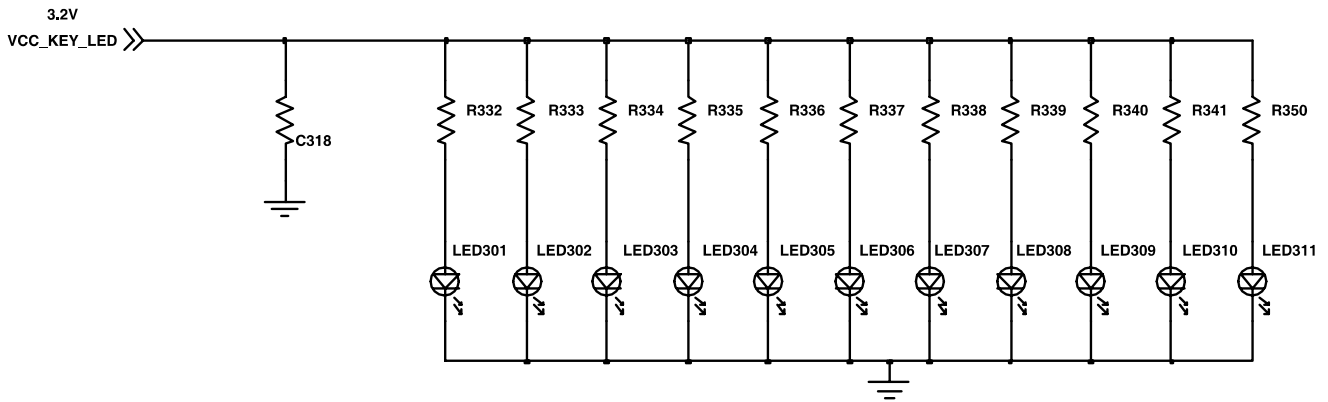 3.2V
VCC_KEY_LED
R332 R333 R334 R335 R336 R337 R338 R339 R340 R341 R350
C318
LED301 LED302 LED303 LED304 LED305 LED306 LED307 LED308 LED309 LED310 LED311